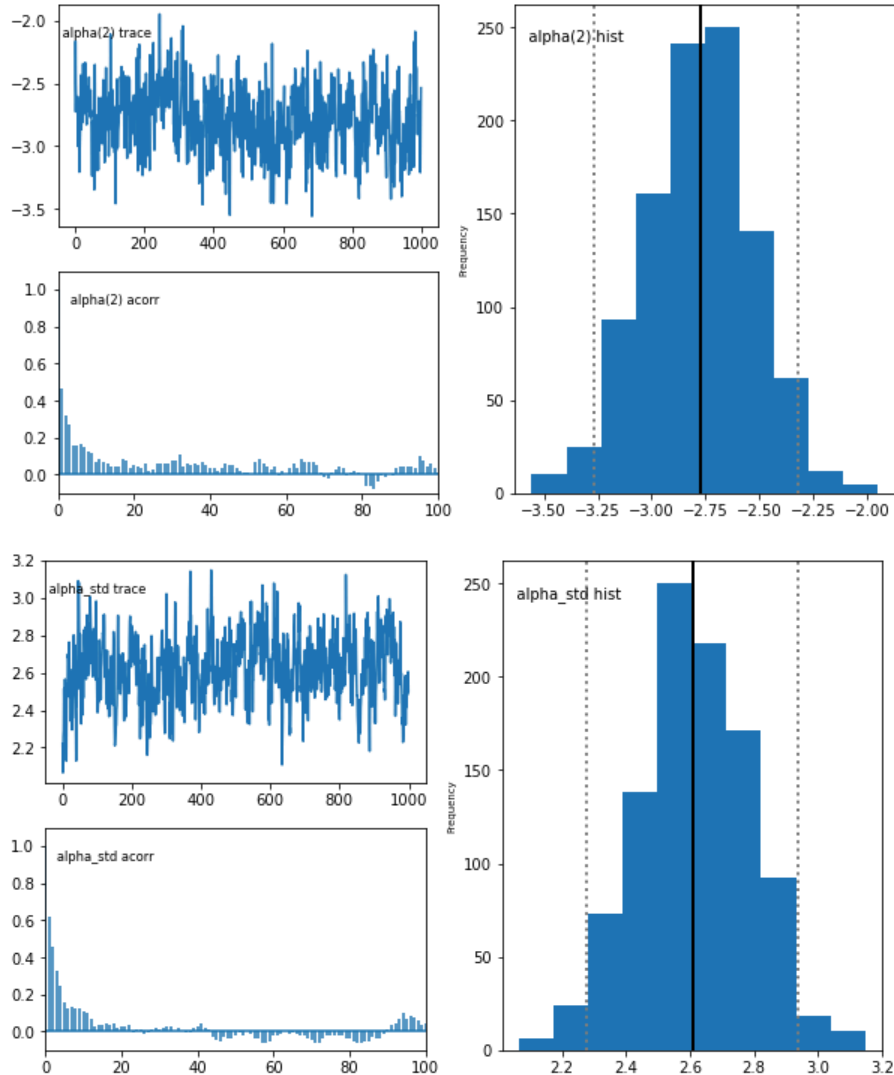 −2.0
−2.5
−3.0
−3.5
alpha(2) trace
0 200 400 600 800 1000
1.0
0.8
0.6
0.4
0.2
0.0
alpha(2) acorr
0 20 40 60 80 100
250
200
150
100
50
0
Frequency
alpha(2) hist
−3.50 −3.25 −3.00 −2.75 −2.50 −2.25 −2.00
3.2
3.0
2.8
2.6
2.4
2.2
alpha_std trace
0 200 400 600 800 1000
1.0
0.8
0.6
0.4
0.2
0.0
alpha_std acorr
0 20 40 60 80 100
250
200
150
100
50
0
Frequency
alpha_std hist
2.2 2.4 2.6 2.8 3.0 3.2